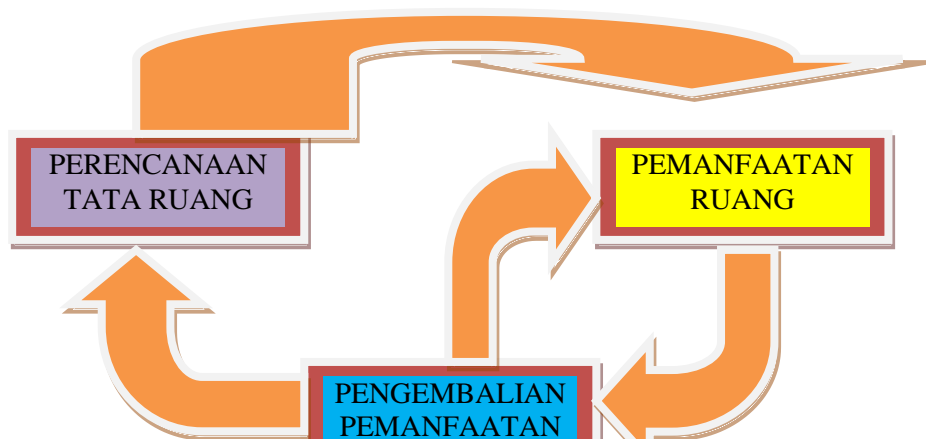 PERENCANAAN
TATA RUANG
PEMANFAATAN
RUANG
PENGEMBALIAN
PEMANFAATAN